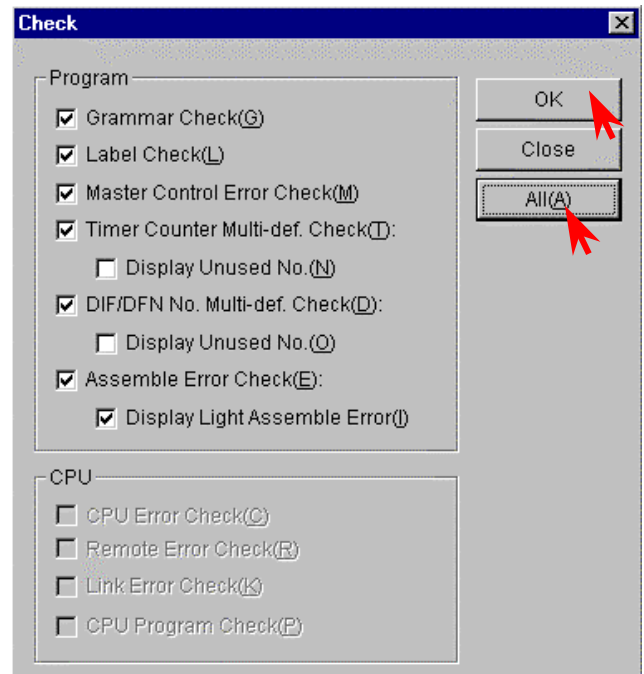 Check
Program
Grammar Check(G)
Label Check(L)
Master Control Error Check(M)
Timer Counter Multi-def. Check(T):
Display Unused No.(N)
DIF/DFN No. Multi-def. Check(D):
Display Unused No.(O)
Assemble Error Check(E):
Display Light Assemble Error(I)
OK
Close
All(A)
CPU
CPU Error Check(C)
Remote Error Check(R)
Link Error Check(K)
CPU Program Check(P)